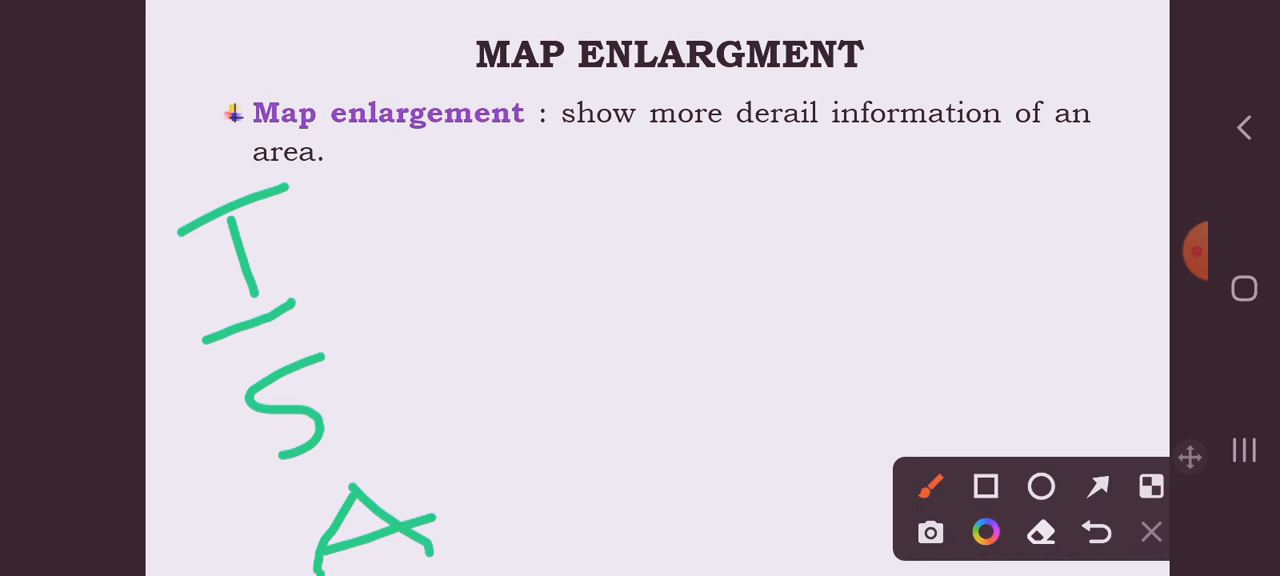 MAP ENLARGMENT
Map enlargement : show more derail information of an
area.
T
I
S
A